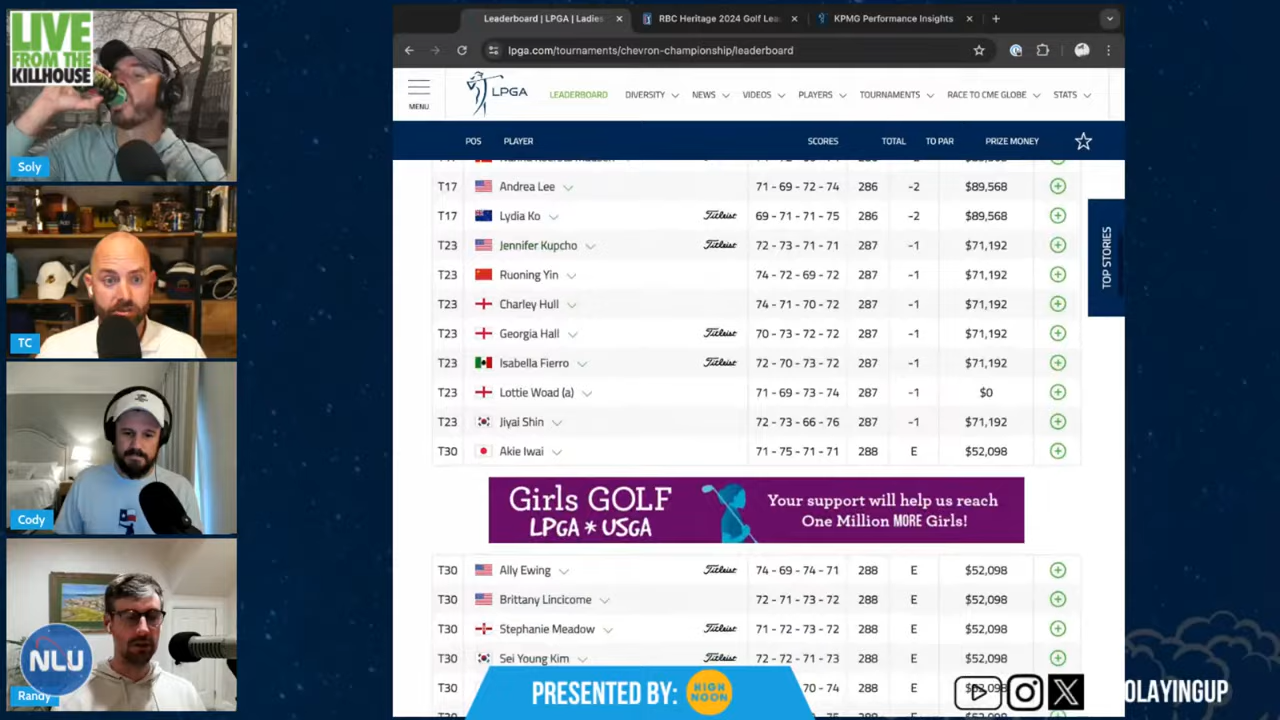 LIVE
FROM THE
KILLHOUSE
Soly
TC
Cody
NLU
Randy
Leaderboard | LPGA | Ladies
RBC Heritage 2024 Golf Lea
KPMG Performance Insights
lpga.com/tournaments/chevron-championship/leaderboard
MENU
LPGA
LEADERBOARD DIVERSITY NEWS VIDEOS PLAYERS TOURNAMENTS RACE TO CME GLOBE STATS
POS PLAYER SCORES TOTAL TO PAR PRIZE MONEY
T17 Andrea Lee 71 - 69 - 72 - 74 286 -2 $89,568
T17 Lydia Ko Titleist 69 - 71 - 71 - 75 286 -2 $89,568
T23 Jennifer Kupcho Titleist 72 - 73 - 71 - 71 287 -1 $71,192
T23 Ruoning Yin 74 - 72 - 69 - 72 287 -1 $71,192
T23 Charley Hull 74 - 71 - 70 - 72 287 -1 $71,192
T23 Georgia Hall Titleist 70 - 73 - 72 - 72 287 -1 $71,192
T23 Isabella Fierro Titleist 72 - 70 - 73 - 72 287 -1 $71,192
T23 Lottie Woad (a) 71 - 69 - 73 - 74 287 -1 $0
T23 Jiyai Shin 72 - 73 - 66 - 76 287 -1 $71,192
T30 Akie Iwai 71 - 75 - 71 - 71 288 E $52,098
TOP STORIES
Girls GOLF
LPGA * USGA
Your support will help us reach
One Million MORE Girls!
T30 Ally Ewing Titleist 74 - 69 - 74 - 71 288 E $52,098
T30 Brittany Lincicome 72 - 71 - 73 - 72 288 E $52,098
T30 Stephanie Meadow Titleist 71 - 72 - 73 - 72 288 E $52,098
T30 Sei Young Kim Titleist 72 - 72 - 71 - 73 288 E $52,098
T30 70 - 74 288 E
PRESENTED BY: HIGH NOON
OLAYINGUP